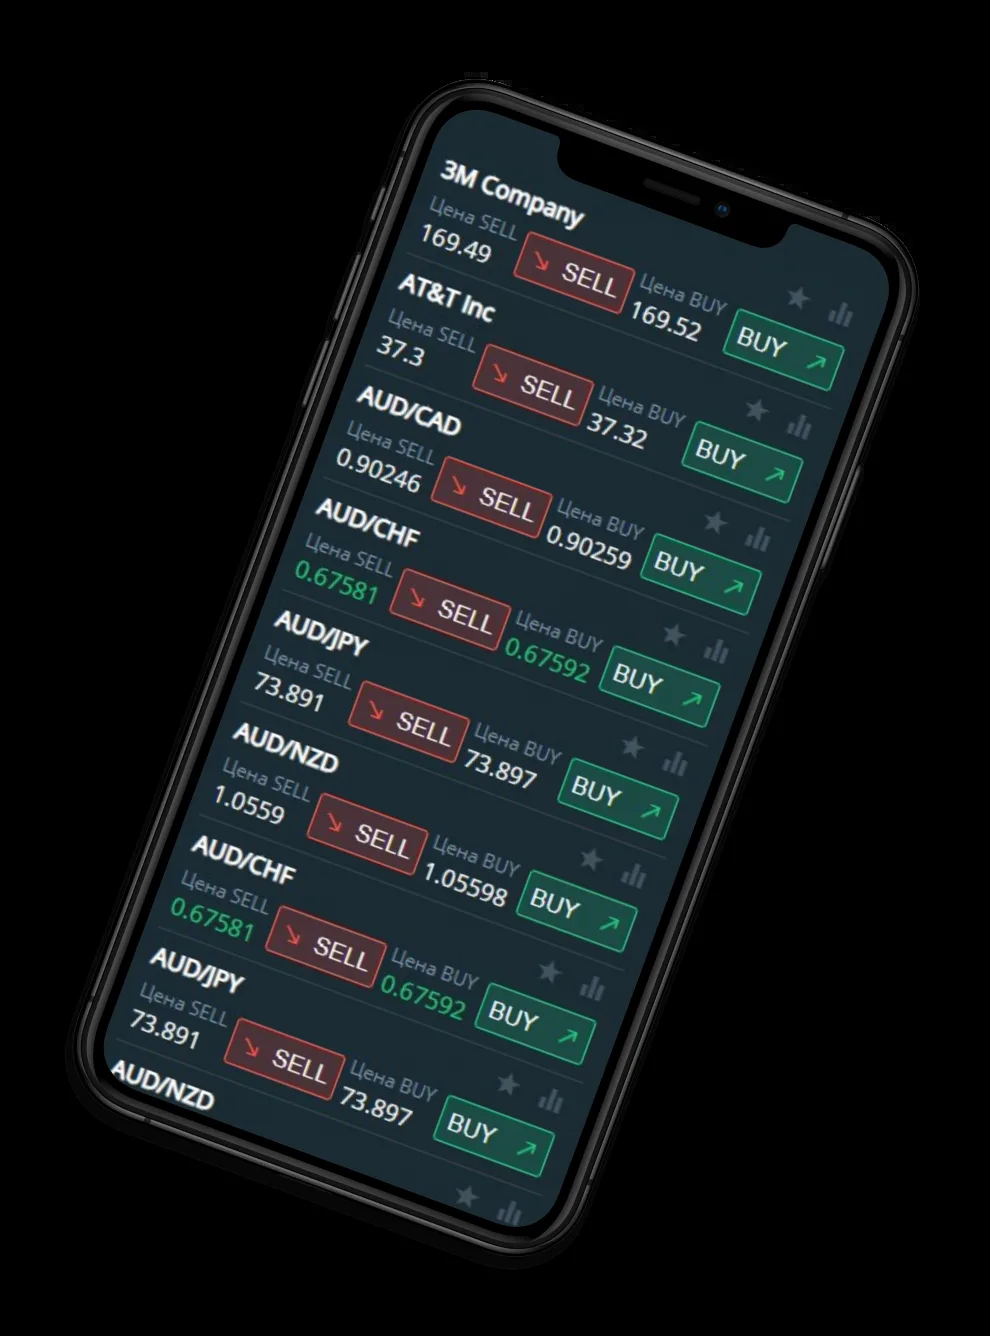 3M Company
Цена SELL
169.49
SELL
Цена BUY
169.52
BUY
AT&T Inc
Цена SELL
37.3
SELL
Цена BUY
37.32
BUY
AUD/CAD
Цена SELL
0.90246
SELL
Цена BUY
0.90259
BUY
AUD/CHF
Цена SELL
0.67581
SELL
Цена BUY
0.67592
BUY
AUD/JPY
Цена SELL
73.891
SELL
Цена BUY
73.897
BUY
AUD/NZD
Цена SELL
1.0559
SELL
Цена BUY
1.05598
BUY
AUD/CHF
Цена SELL
0.67581
SELL
Цена BUY
0.67592
BUY
AUD/JPY
Цена SELL
73.891
SELL
Цена BUY
73.897
BUY
AUD/NZD